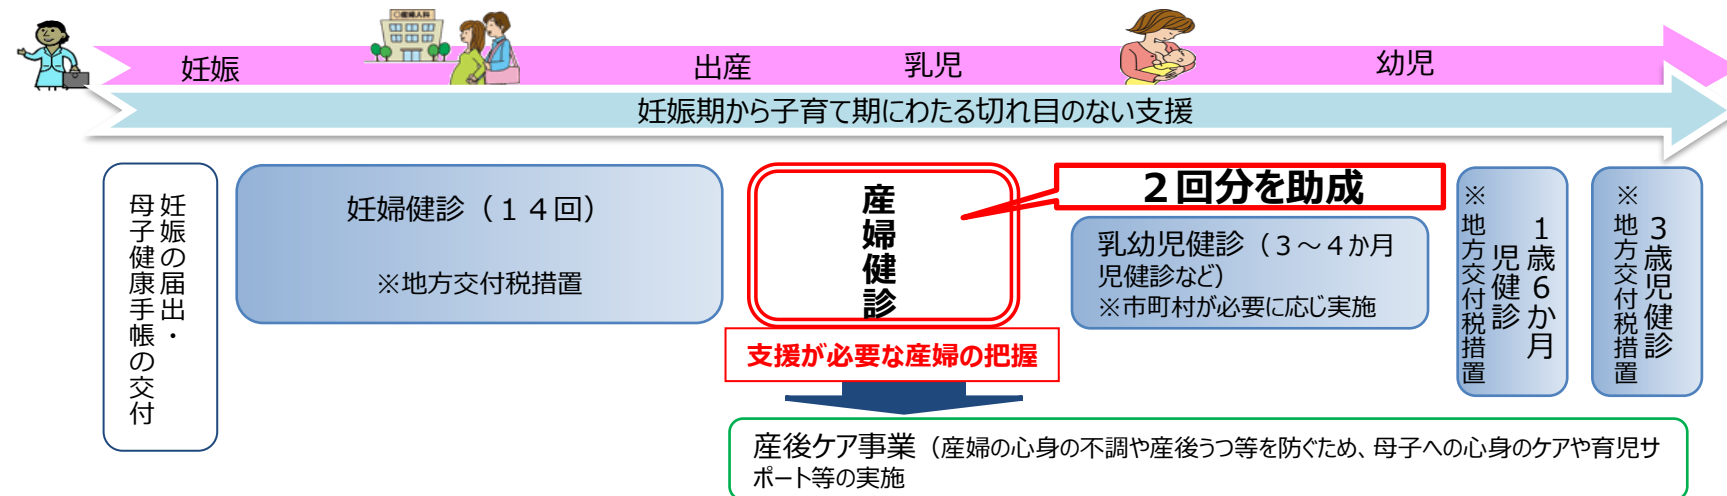 ○産婦人科
妊娠
出産
乳児
幼児
妊娠期から子育て期にわたる切れ目のない支援
妊娠の届出・
母子健康手帳の交付
妊婦健診（１４回）
※地方交付税措置
産婦健診
２回分を助成
乳幼児健診（３～４か月
児健診など）
※市町村が必要に応じ実施
１歳６か月
児健診
※地方交付税措置
３歳児健診
※地方交付税措置
支援が必要な産婦の把握
産後ケア事業（産婦の心身の不調や産後うつ等を防ぐため、母子への心身のケアや育児サ
ポート等の実施